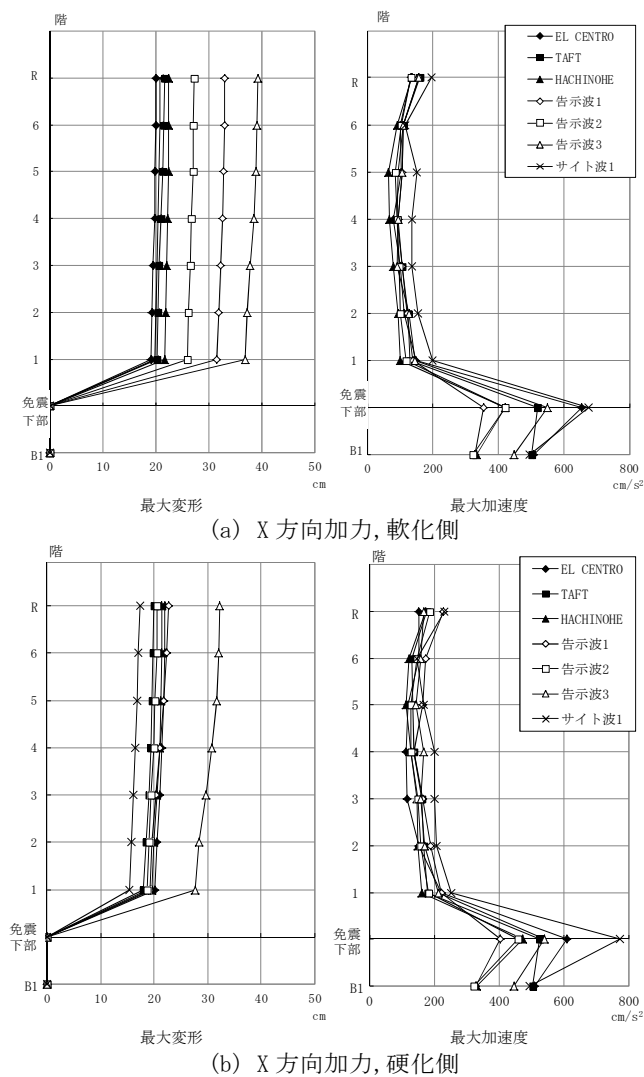 階
R
6
5
4
3
2
1
免震
下部
B1
0 10 20 30 40 50
cm
最大変形
階
R
6
5
4
3
2
1
免震
下部
B1
0 200 400 600 800
cm/s²
最大加速度
EL CENTRO
TAFT
HACHINOHE
告示波1
告示波2
告示波3
サイト波1
(a) X 方向加力,軟化側
階
R
6
5
4
3
2
1
免震
下部
B1
0 10 20 30 40 50
cm
最大変形
階
R
6
5
4
3
2
1
免震
下部
B1
0 200 400 600 800
cm/s²
最大加速度
EL CENTRO
TAFT
HACHINOHE
告示波1
告示波2
告示波3
サイト波1
(b) X 方向加力,硬化側